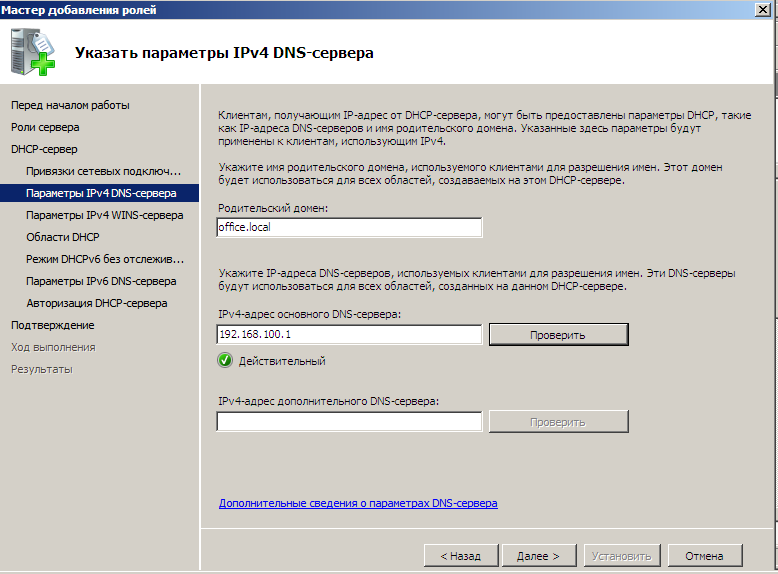 Мастер добавления ролей
Указать параметры IPv4 DNS-сервера
Перед началом работы
Роли сервера
DHCP-сервер
Привязки сетевых подключ...
Параметры IPv4 DNS-сервера
Параметры IPv4 WINS-сервера
Области DHCP
Режим DHCPv6 без отслежив...
Параметры IPv6 DNS-сервера
Авторизация DHCP-сервера
Подтверждение
Ход выполнения
Результаты
Клиентам, получающим IP-адрес от DHCP-сервера, могут быть предоставлены параметры DHCP, такие
как IP-адреса DNS-серверов и имя родительского домена. Указанные здесь параметры будут
применены к клиентам, использующим IPv4.
Укажите имя родительского домена, используемого клиентами для разрешения имен. Этот домен
будет использоваться для всех областей, создаваемых на этом DHCP-сервере.
Родительский домен:
office.local
Укажите IP-адреса DNS-серверов, используемых клиентами для разрешения имен. Эти DNS-серверы
будут использоваться для всех областей, созданных на данном DHCP-сервере.
IPv4-адрес основного DNS-сервера:
192.168.100.1
Проверить
Действительный
IPv4-адрес дополнительного DNS-сервера:
Проверить
Дополнительные сведения о параметрах DNS-сервера
< Назад
Далее >
Установить
Отмена